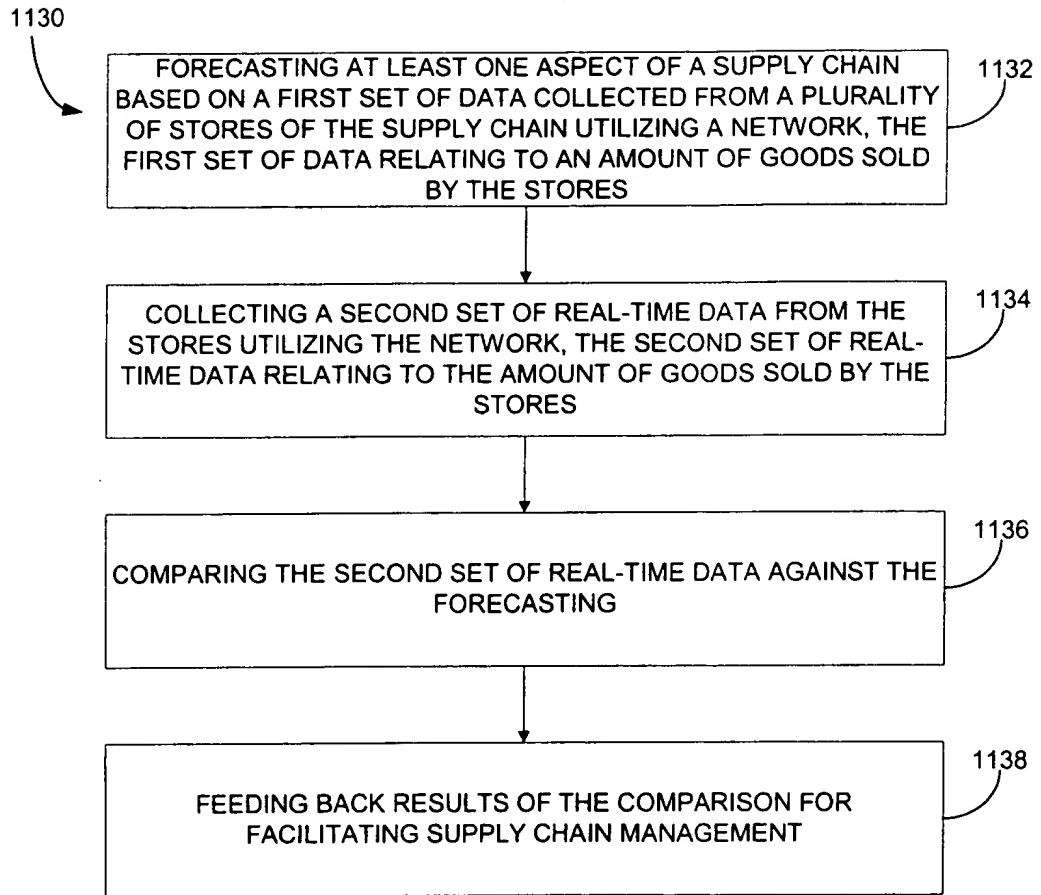 1130
FORECASTING AT LEAST ONE ASPECT OF A SUPPLY CHAIN
BASED ON A FIRST SET OF DATA COLLECTED FROM A PLURALITY
OF STORES OF THE SUPPLY CHAIN UTILIZING A NETWORK, THE
FIRST SET OF DATA RELATING TO AN AMOUNT OF GOODS SOLD
BY THE STORES
1132
COLLECTING A SECOND SET OF REAL-TIME DATA FROM THE
STORES UTILIZING THE NETWORK, THE SECOND SET OF REAL-
TIME DATA RELATING TO THE AMOUNT OF GOODS SOLD BY THE
STORES
1134
COMPARING THE SECOND SET OF REAL-TIME DATA AGAINST THE
FORECASTING
1136
FEEDING BACK RESULTS OF THE COMPARISON FOR
FACILITATING SUPPLY CHAIN MANAGEMENT
1138